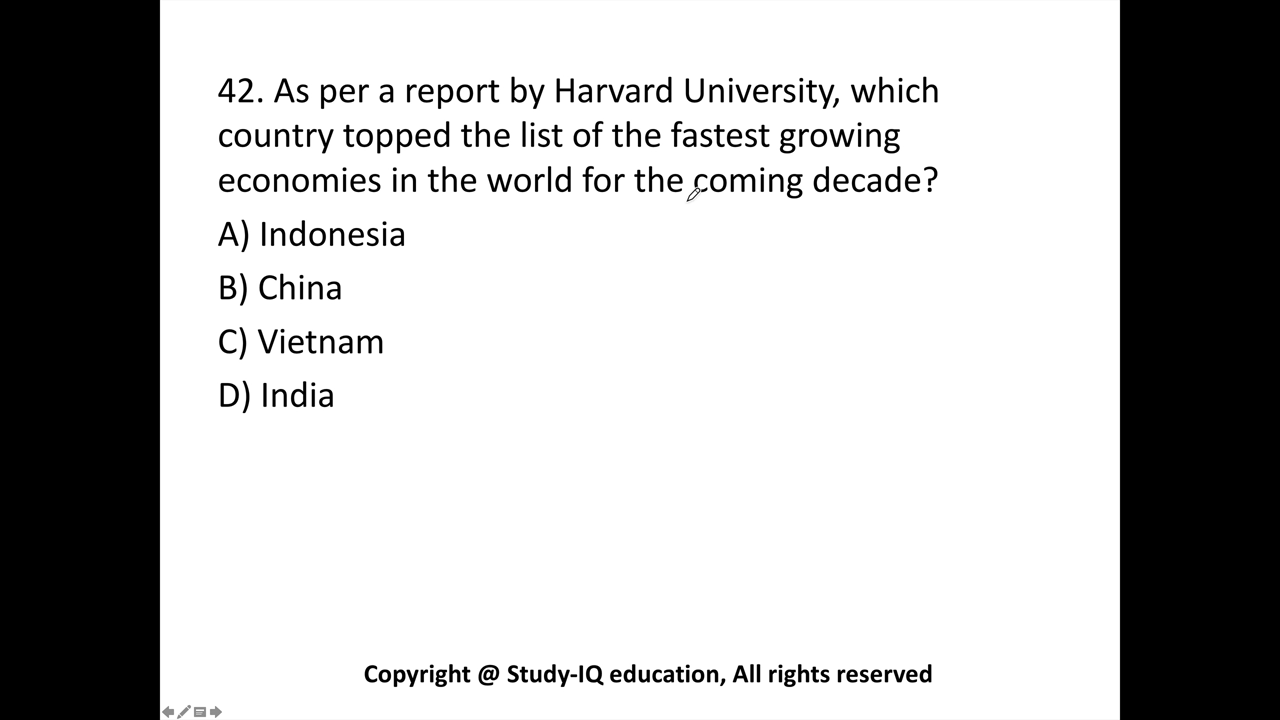 42. As per a report by Harvard University, which
country topped the list of the fastest growing
economies in the world for the coming decade?
A) Indonesia
B) China
C) Vietnam
D) India
Copyright @ Study-IQ education, All rights reserved